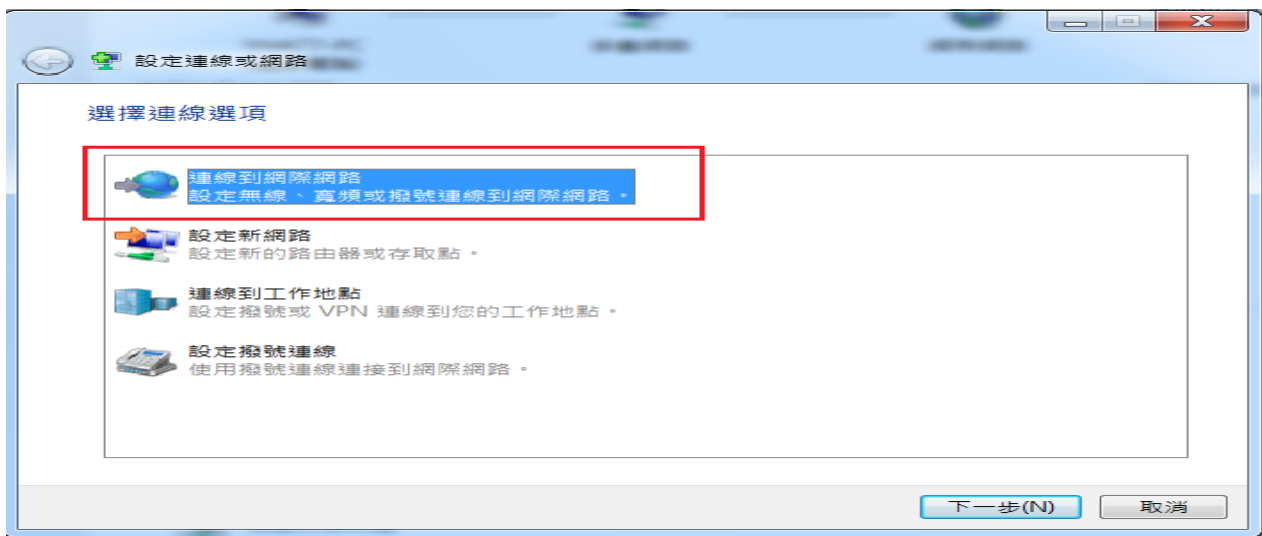 設定連線或網路
選擇連線選項
連線到網際網路
設定無線、寬頻或撥號連線到網際網路。
設定新網路
設定新的路由器或存取點。
連線到工作地點
設定撥號或 VPN 連線到您的工作地點。
設定撥號連線
使用撥號連線連接到網際網路。
下一步(N)
取消